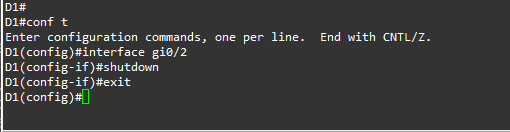 D1#
D1#conf t
Enter configuration commands, one per line.  End with CNTL/Z.
D1(config)#interface gi0/2
D1(config-if)#shutdown
D1(config-if)#exit
D1(config)#